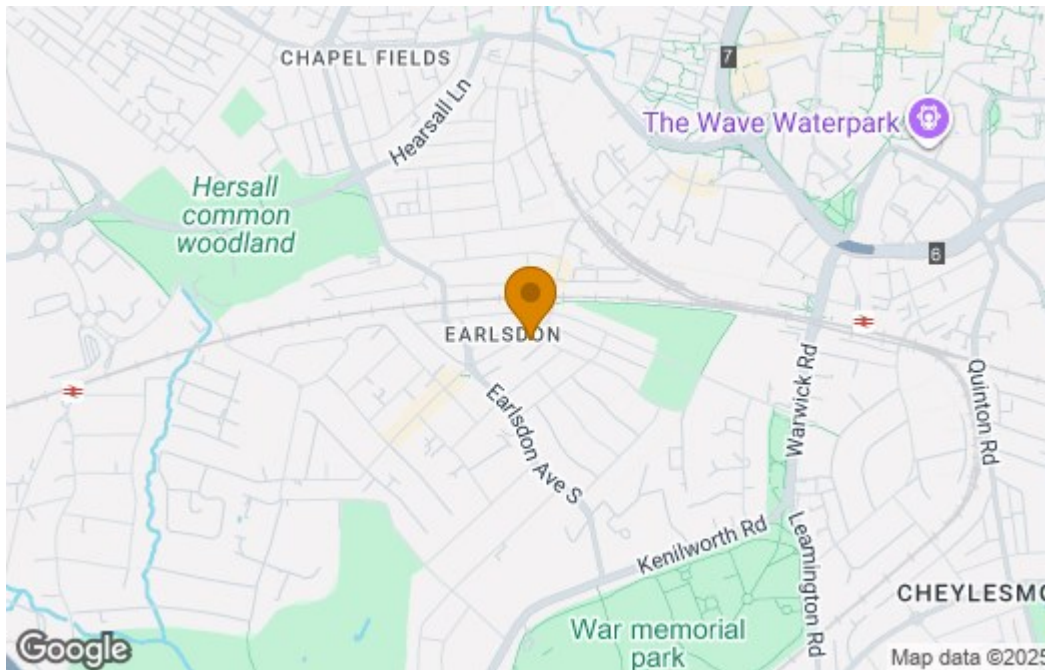 CHAPEL FIELDS
7
Hearsall Ln
The Wave Waterpark
Hersall
common
woodland
6
EARLSDON
Warwick Rd
Quinton Rd
Earlsdon Ave S
Kenilworth Rd
Leamington Rd
CHEYLESMO
War memorial
park
Google
Map data ©2025